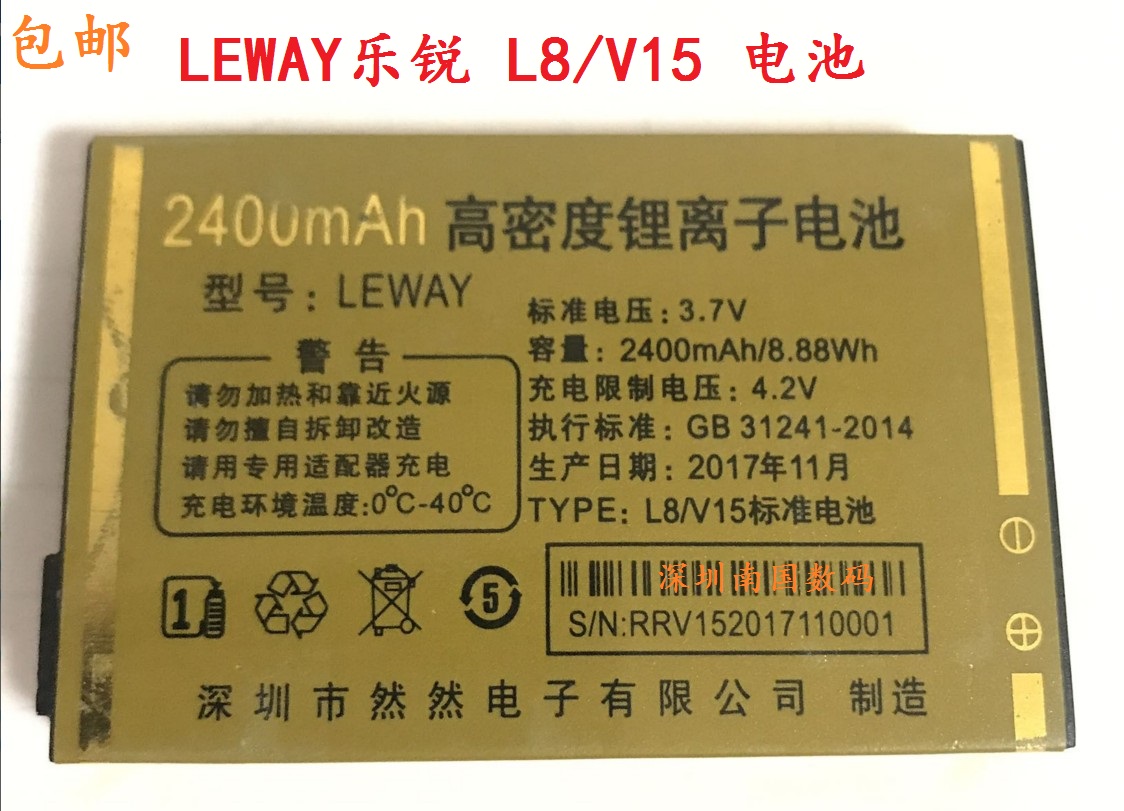 包邮
LEWAY乐锐 L8/V15 电池
2400mAh 高密度锂离子电池
型号：LEWAY
标准电压：3.7V
容量：2400mAh/8.88Wh
充电限制电压：4.2V
执行标准：GB 31241-2014
生产日期：2017年11月
TYPE：L8/V15标准电池
警告
请勿加热和靠近火源
请勿擅自拆卸改造
请用专用适配器充电
充电环境温度:0℃-40℃
1
5
深圳南国数码
S/N:RRV152017110001
深圳市然然电子有限公司 制造